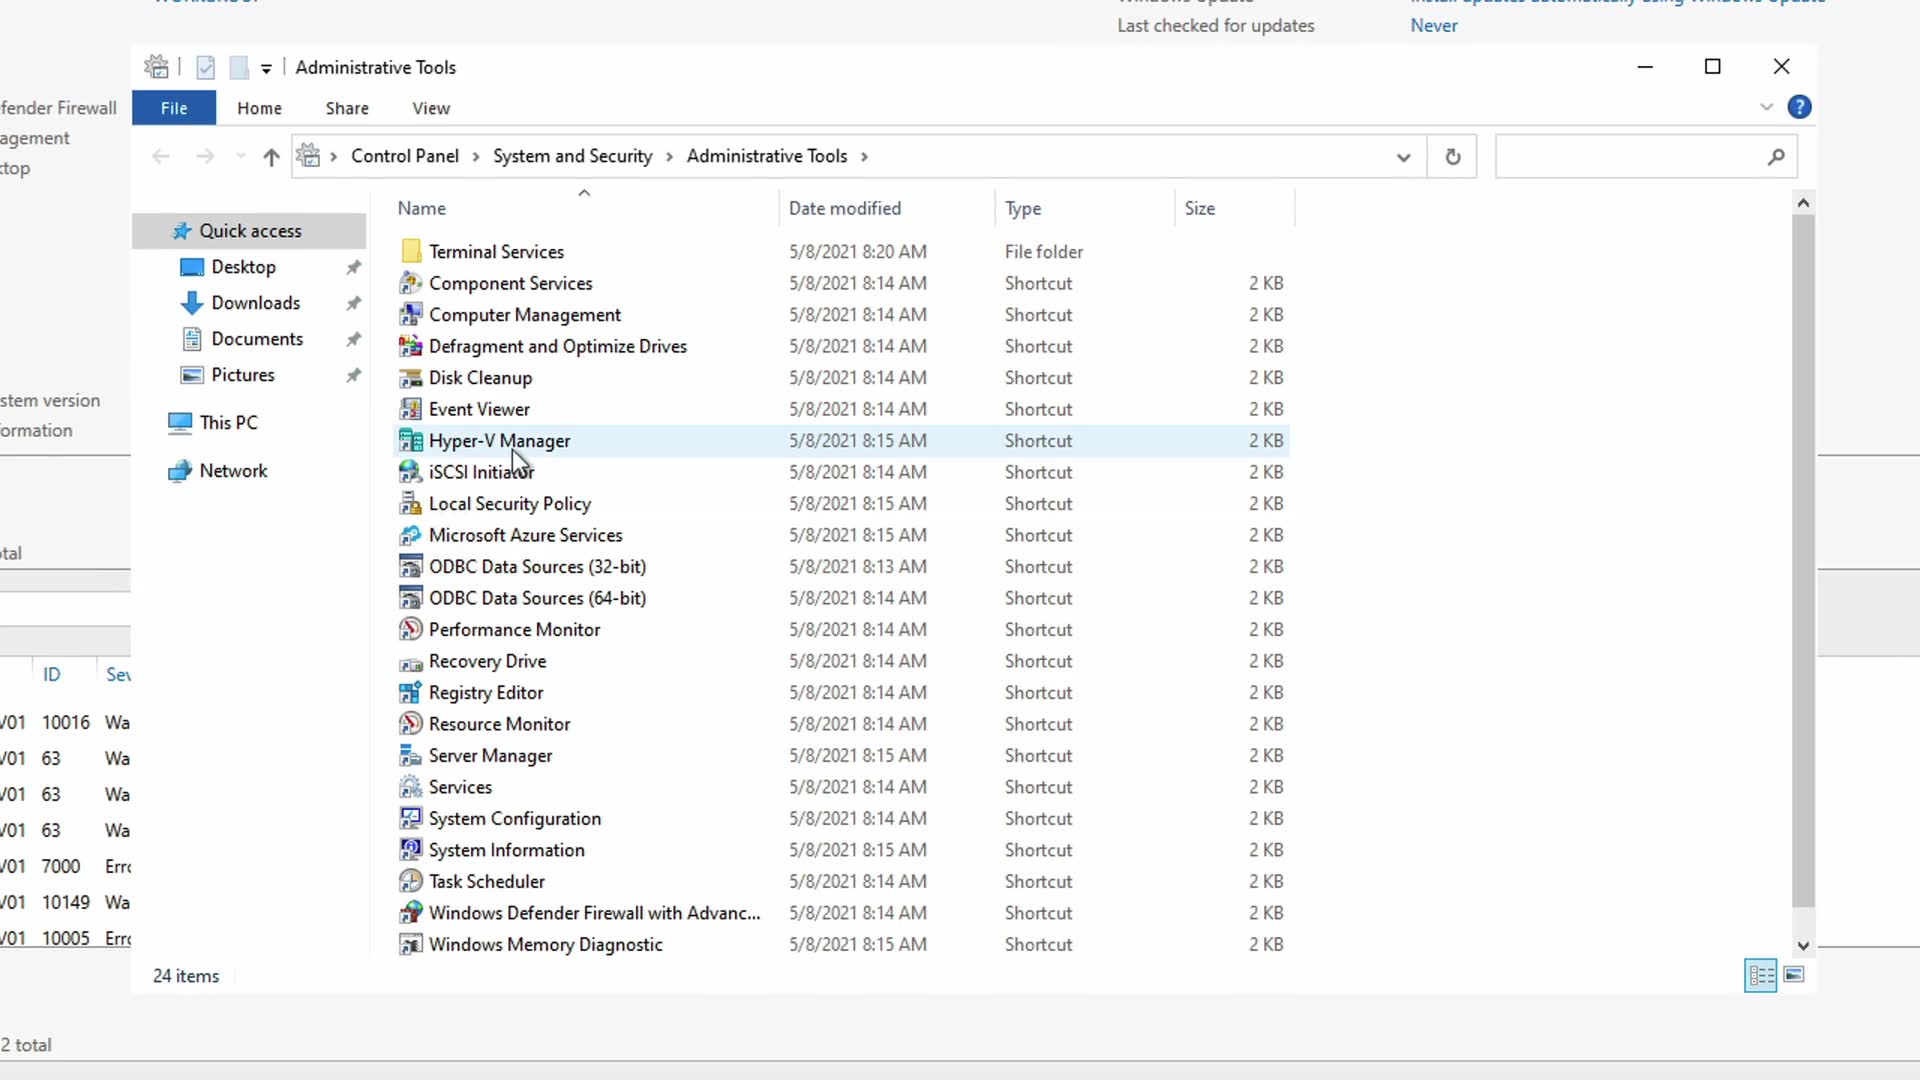 Last checked for updates Never
Administrative Tools
File Home Share View
fender Firewall
agement
top
Control Panel > System and Security > Administrative Tools >
Name Date modified Type Size
Quick access
Desktop
Downloads
Documents
Pictures
This PC
Network
Terminal Services 5/8/2021 8:20 AM File folder
Component Services 5/8/2021 8:14 AM Shortcut 2 KB
Computer Management 5/8/2021 8:14 AM Shortcut 2 KB
Defragment and Optimize Drives 5/8/2021 8:14 AM Shortcut 2 KB
Disk Cleanup 5/8/2021 8:14 AM Shortcut 2 KB
Event Viewer 5/8/2021 8:14 AM Shortcut 2 KB
Hyper-V Manager 5/8/2021 8:15 AM Shortcut 2 KB
iSCSI Initiator 5/8/2021 8:14 AM Shortcut 2 KB
Local Security Policy 5/8/2021 8:15 AM Shortcut 2 KB
Microsoft Azure Services 5/8/2021 8:15 AM Shortcut 2 KB
ODBC Data Sources (32-bit) 5/8/2021 8:13 AM Shortcut 2 KB
ODBC Data Sources (64-bit) 5/8/2021 8:14 AM Shortcut 2 KB
Performance Monitor 5/8/2021 8:14 AM Shortcut 2 KB
Recovery Drive 5/8/2021 8:14 AM Shortcut 2 KB
Registry Editor 5/8/2021 8:14 AM Shortcut 2 KB
Resource Monitor 5/8/2021 8:14 AM Shortcut 2 KB
Server Manager 5/8/2021 8:15 AM Shortcut 2 KB
Services 5/8/2021 8:14 AM Shortcut 2 KB
System Configuration 5/8/2021 8:14 AM Shortcut 2 KB
System Information 5/8/2021 8:15 AM Shortcut 2 KB
Task Scheduler 5/8/2021 8:14 AM Shortcut 2 KB
Windows Defender Firewall with Advanc... 5/8/2021 8:14 AM Shortcut 2 KB
Windows Memory Diagnostic 5/8/2021 8:15 AM Shortcut 2 KB
stem version
ormation
otal
ID Sev
V01 10016 Wa
V01 63 Wa
V01 63 Wa
V01 63 Wa
V01 7000 Erro
V01 10149 Wa
V01 10005 Erro
24 items
2 total